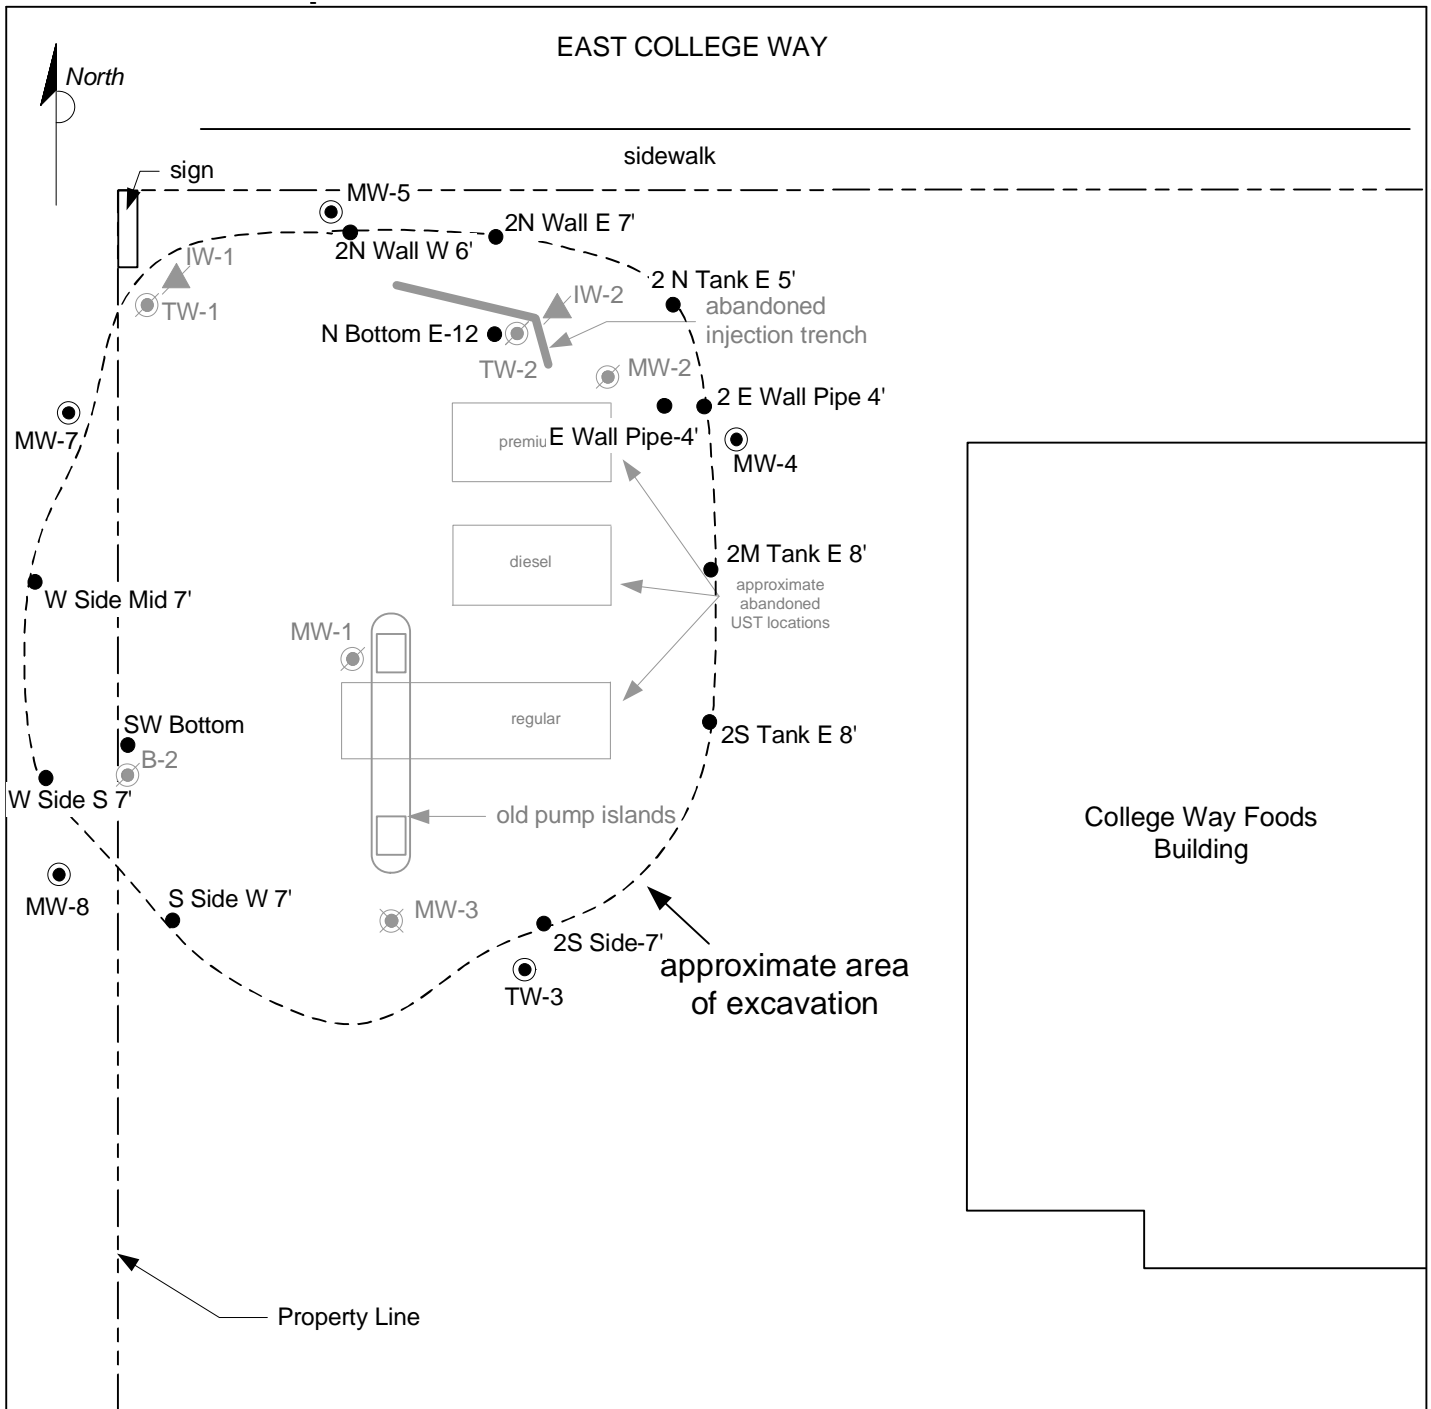 EAST COLLEGE WAY
North
sidewalk
sign
MW-5
2N Wall E 7'
2N Wall W 6'
IW-1
2 N Tank E 5'
IW-2
TW-1
abandoned
injection trench
N Bottom E-12
TW-2
MW-2
2 E Wall Pipe 4'
MW-7
premiu
E Wall Pipe-4'
MW-4
2M Tank E 8'
diesel
approximate
abandoned
UST locations
W Side Mid 7'
MW-1
regular
SW Bottom
2S Tank E 8'
B-2
W Side S 7'
old pump islands
College Way Foods
Building
MW-8
S Side W 7'
MW-3
2S Side-7'
approximate area
of excavation
TW-3
Property Line